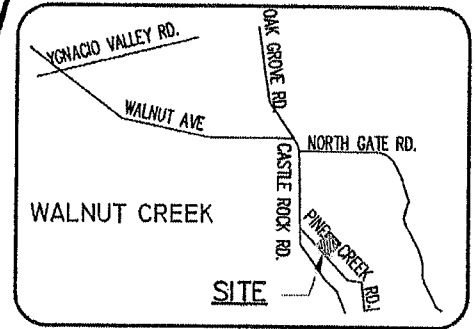 YGNACIO VALLEY RD.
OAK GROVE RD.
WALNUT AVE
NORTH GATE RD.
CASTLE ROCK RD.
WALNUT CREEK
PINE CREEK RD.
SITE